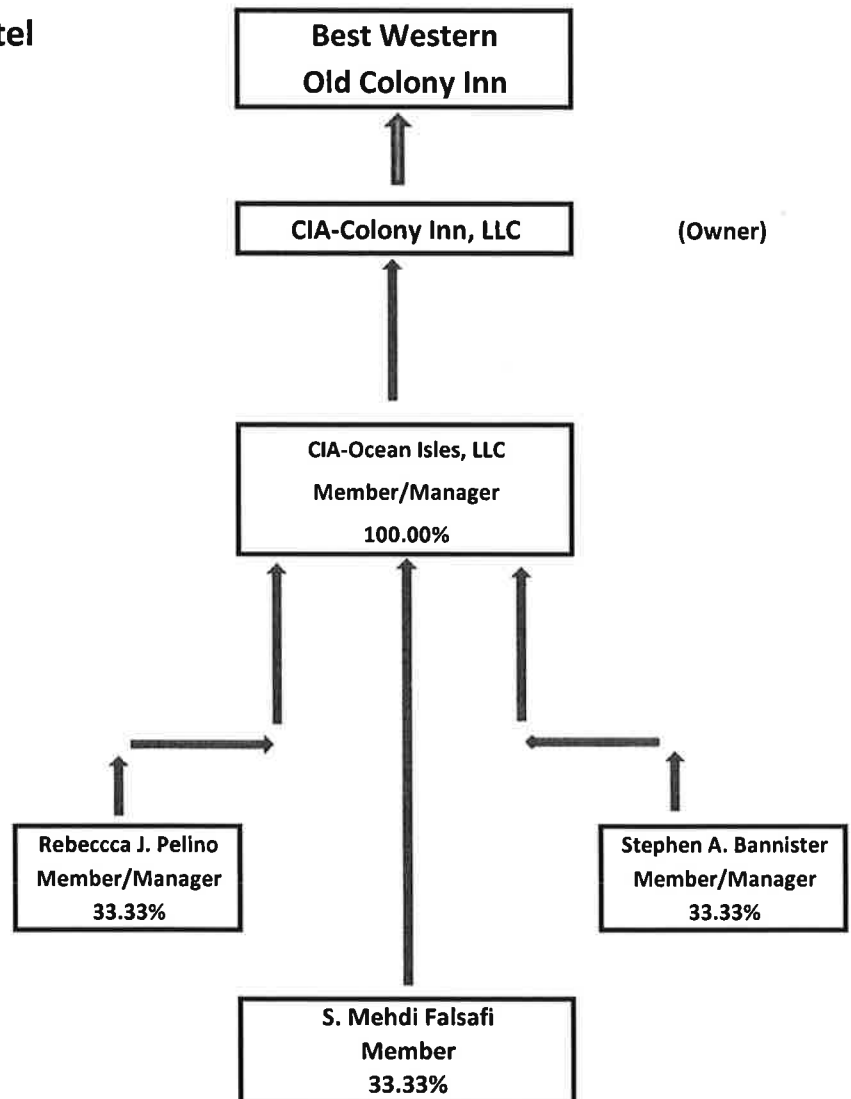 tel
Best Western
Old Colony Inn
CIA-Colony Inn, LLC
(Owner)
CIA-Ocean Isles, LLC
Member/Manager
100.00%
Rebeccca J. Pelino
Member/Manager
33.33%
Stephen A. Bannister
Member/Manager
33.33%
S. Mehdi Falsafi
Member
33.33%